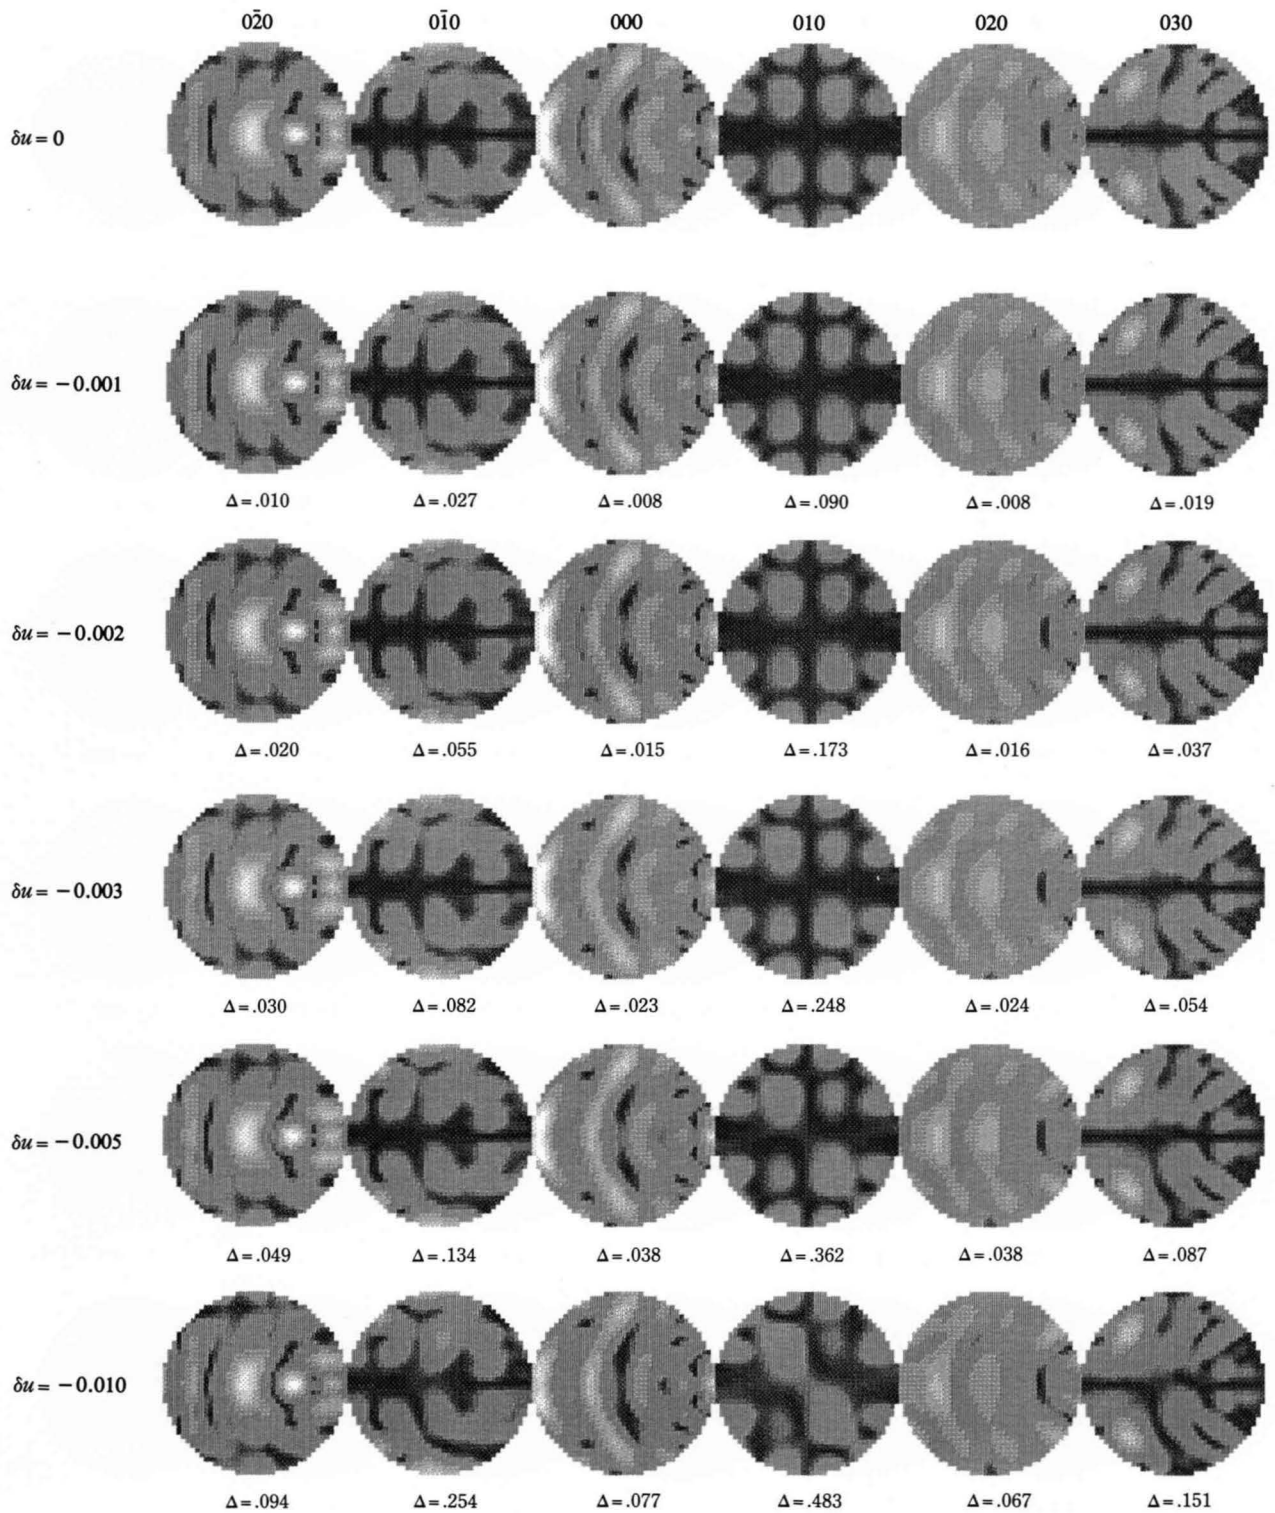 02̄0 01̄0 000 010 020 030
δu = 0
δu = −0.001
Δ=.010 Δ=.027 Δ=.008 Δ=.090 Δ=.008 Δ=.019
δu = −0.002
Δ=.020 Δ=.055 Δ=.015 Δ=.173 Δ=.016 Δ=.037
δu = −0.003
Δ=.030 Δ=.082 Δ=.023 Δ=.248 Δ=.024 Δ=.054
δu = −0.005
Δ=.049 Δ=.134 Δ=.038 Δ=.362 Δ=.038 Δ=.087
δu = −0.010
Δ=.094 Δ=.254 Δ=.077 Δ=.483 Δ=.067 Δ=.151